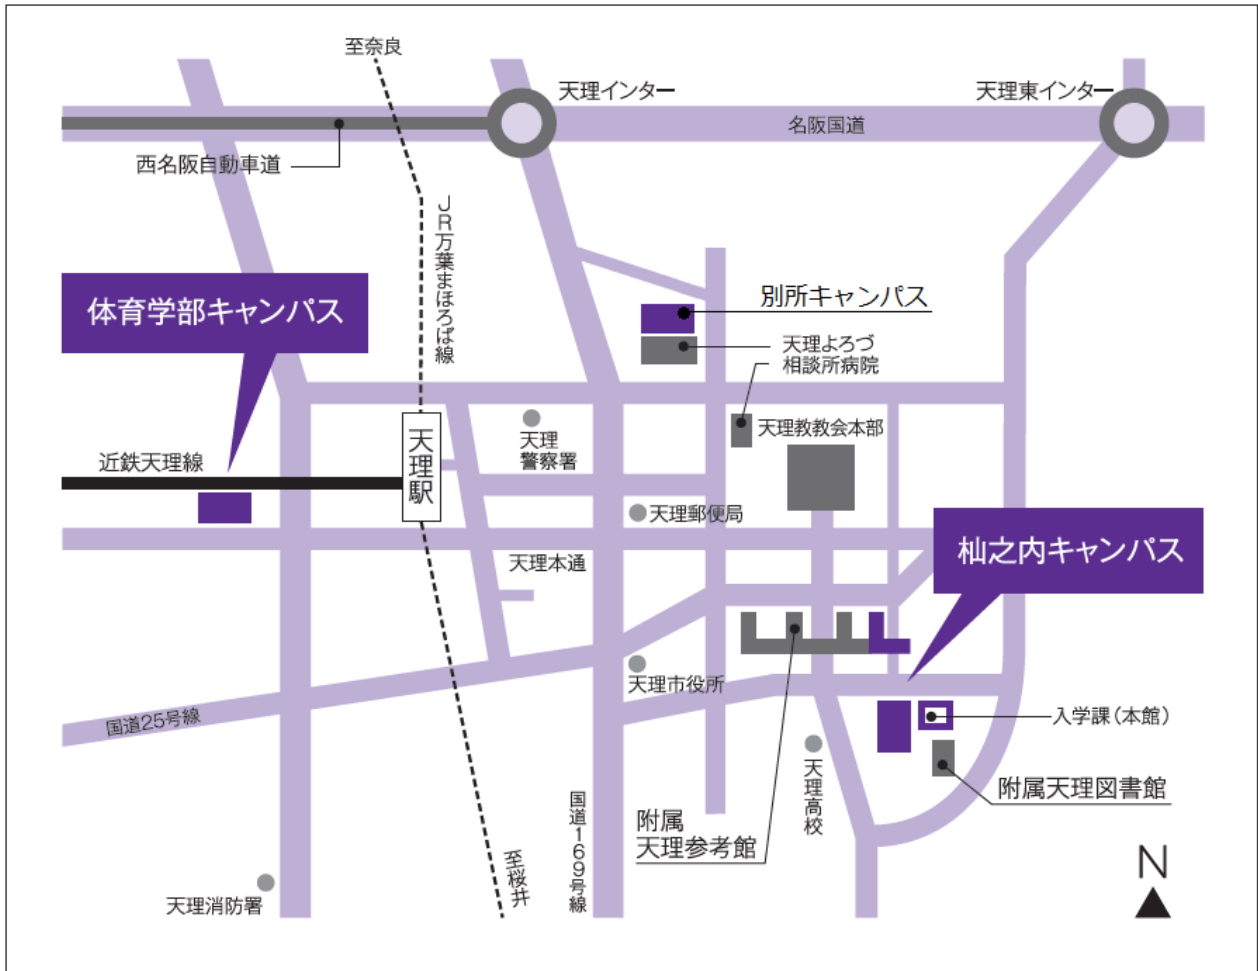 至奈良
天理インター
天理東インター
名阪国道
西名阪自動車道
JR万葉まほろば線
体育学部キャンパス
別所キャンパス
天理よろづ
相談所病院
天理
警察署
天理教教会本部
近鉄天理線
天理駅
天理郵便局
杣之内キャンパス
天理本通
天理市役所
国道25号線
入学課(本館)
天理高校
附属天理図書館
国道169号線
附属
天理参考館
至桜井
天理消防署
N